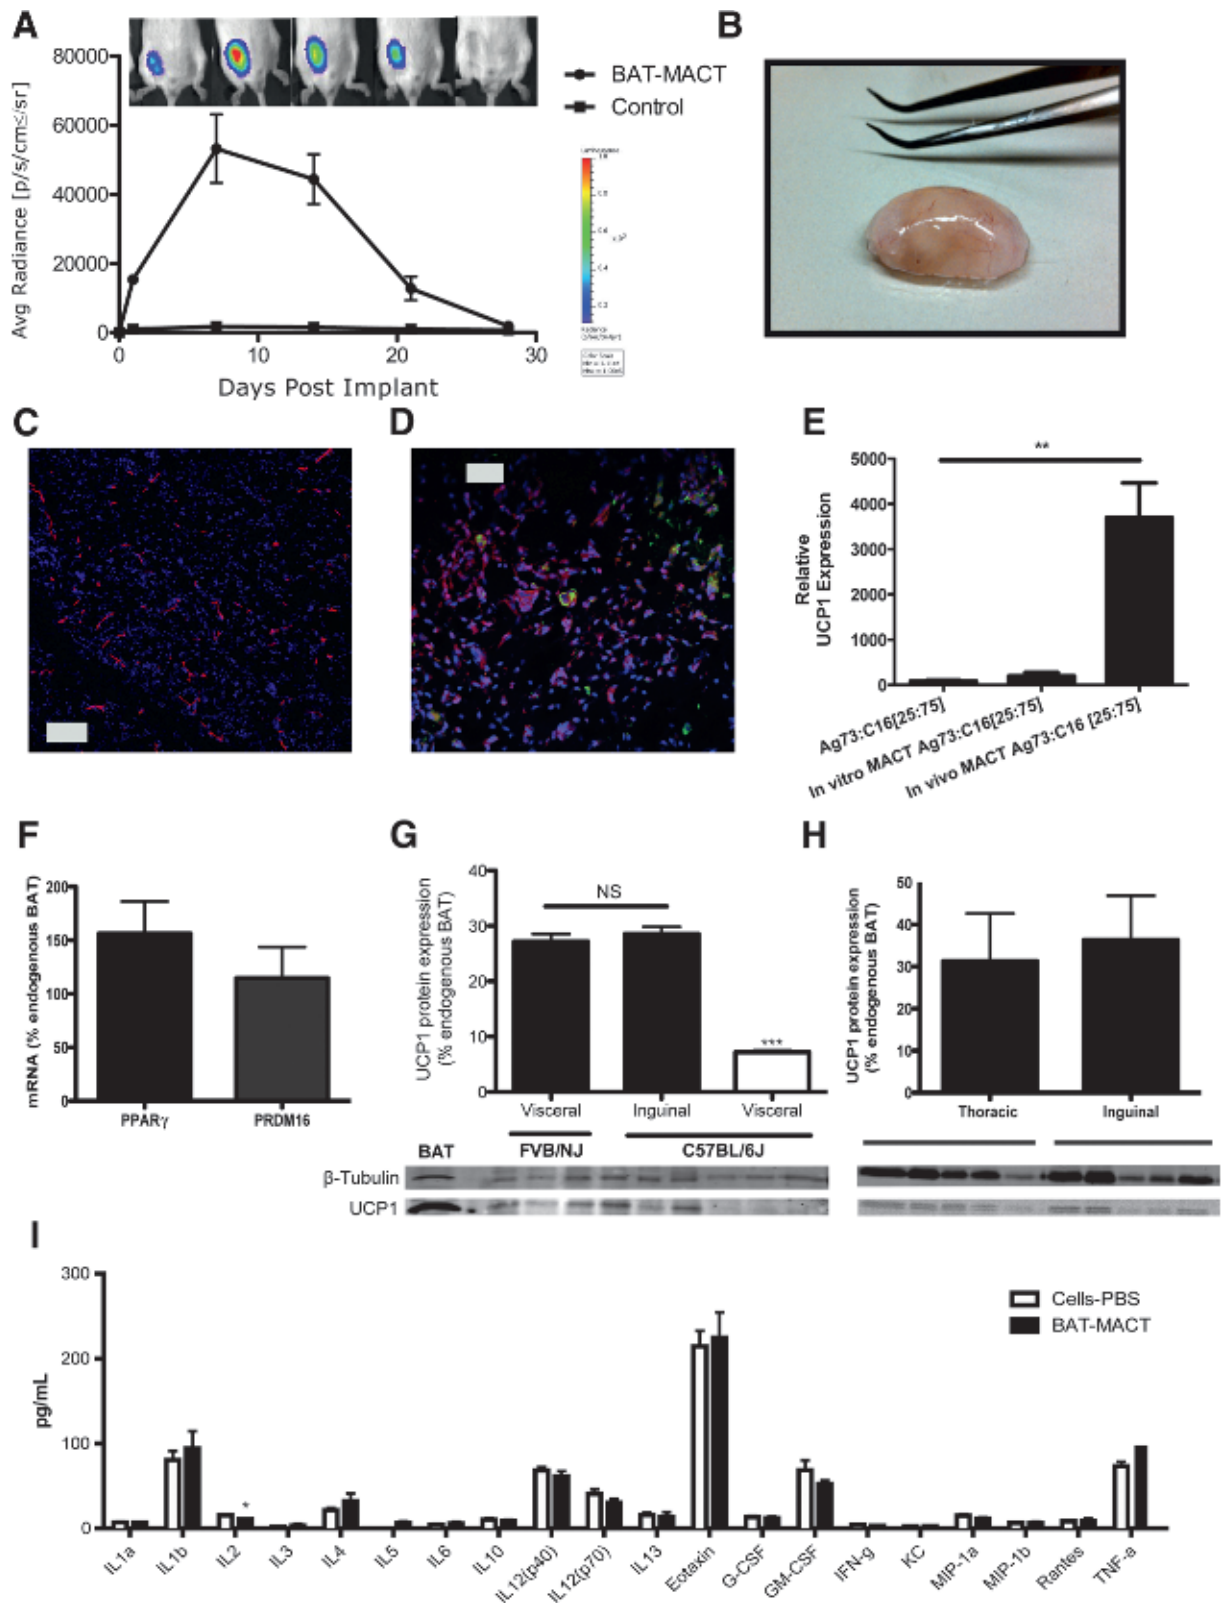 A
B
80000
60000
40000
20000
0
0
10
20
30
Avg Radiance [p/s/cm≤/sr]
Days Post Implant
BAT-MACT
Control
C
D
E
**
5000
4000
3000
2000
1000
0
Relative
UCP1 Expression
Ag73:C16[25:75]
In vitro MACT Ag73:C16[25:75]
In vivo MACT Ag73:C16 [25:75]
F
200
150
100
50
0
mRNA (% endogenous BAT)
PPARγ
PRDM16
G
40
30
20
10
0
UCP1 protein expression
(% endogenous BAT)
NS
***
Visceral
Inguinal
Visceral
BAT
FVB/NJ
C57BL/6J
β-Tubulin
UCP1
H
50
40
30
20
10
0
UCP1 protein expression
(% endogenous BAT)
Thoracic
Inguinal
I
300
200
100
0
pg/mL
Cells-PBS
BAT-MACT
*
IL1a
IL1b
IL2
IL3
IL4
IL5
IL6
IL10
IL12(p40)
IL12(p70)
IL13
Eotaxin
G-CSF
GM-CSF
IFN-g
KC
MIP-1a
MIP-1b
Rantes
TNF-a